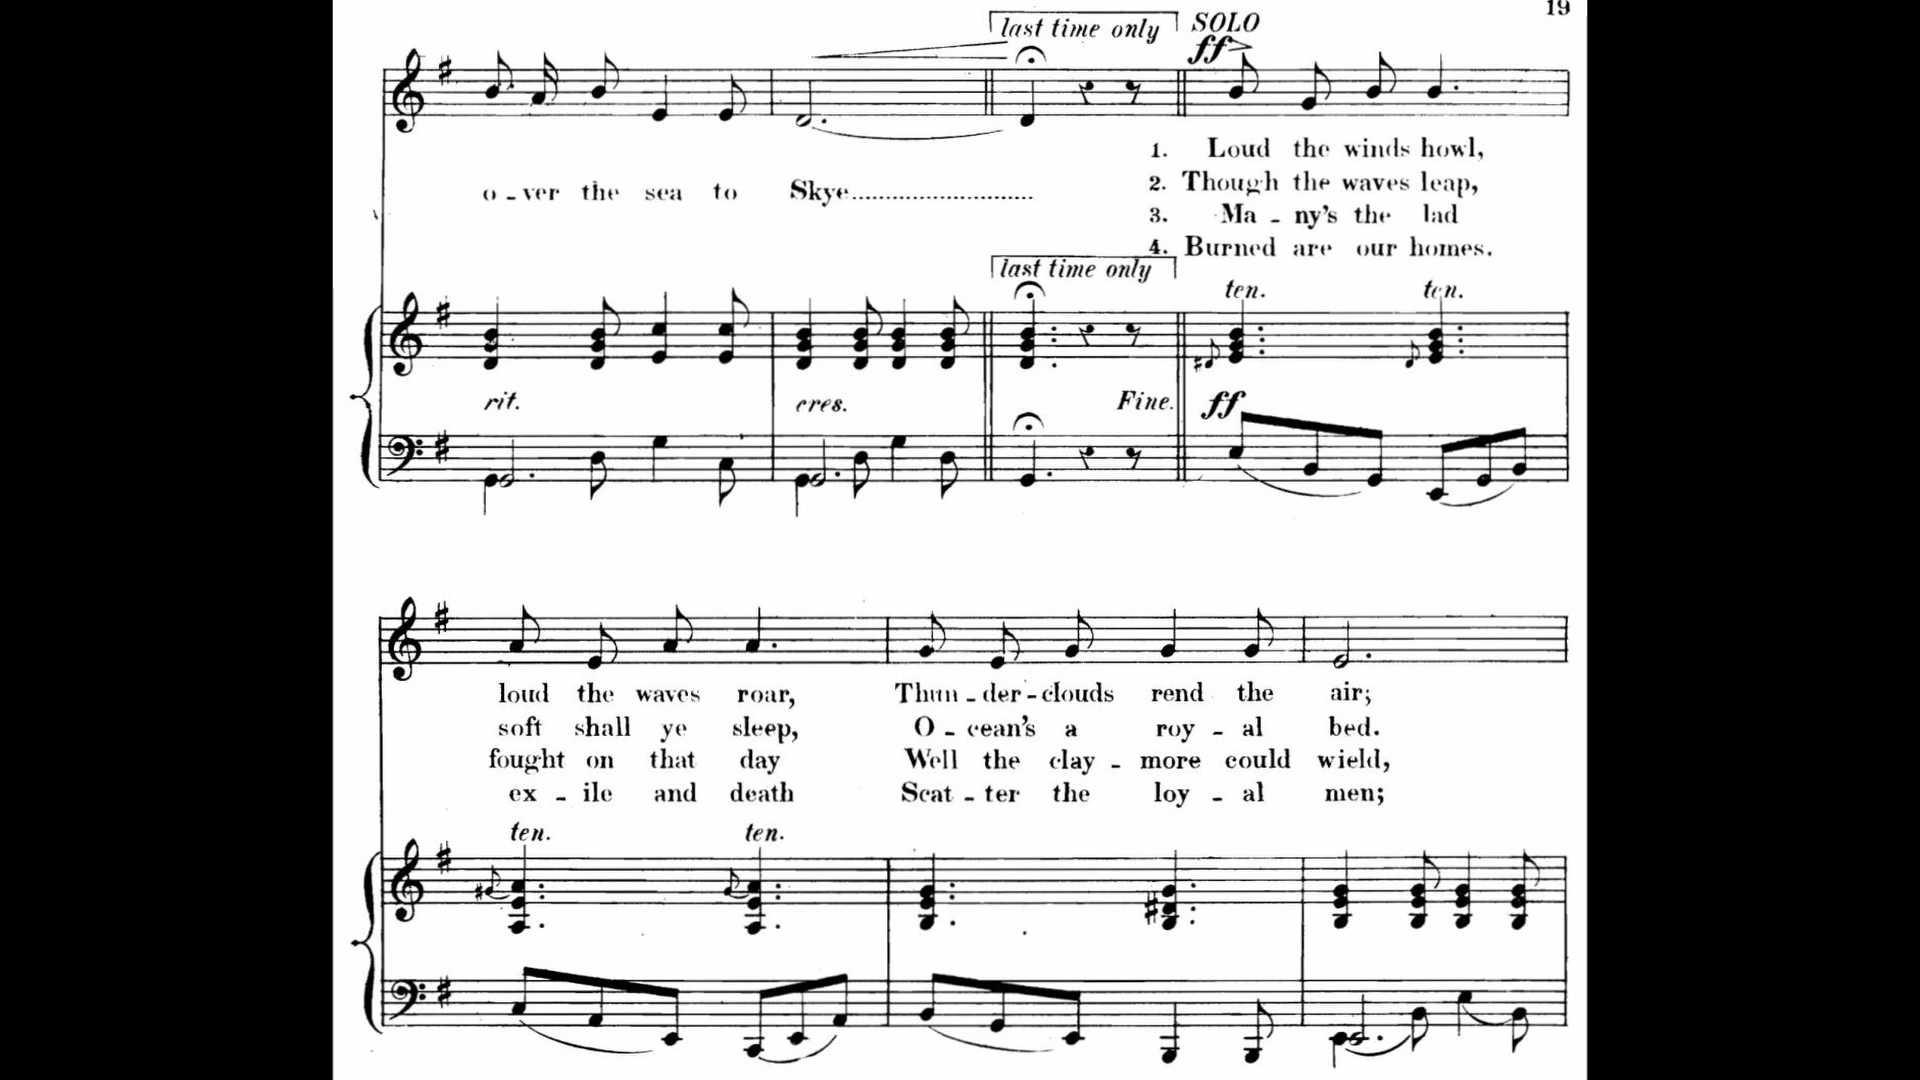 19
last time only SOLO
ff
1. Loud the winds howl,
o - ver the sea to Skye..........................
2. Though the waves leap,
3. Ma - ny's the lad
4. Burned are our homes.
last time only
ten. ten.
rit. cres. Fine. ff
loud the waves roar, Thun - der - clouds rend the air;
soft shall ye sleep, O - cean's a roy - al bed.
fought on that day Well the clay - more could wield,
ex - ile and death Scat - ter the loy - al men;
ten. ten.